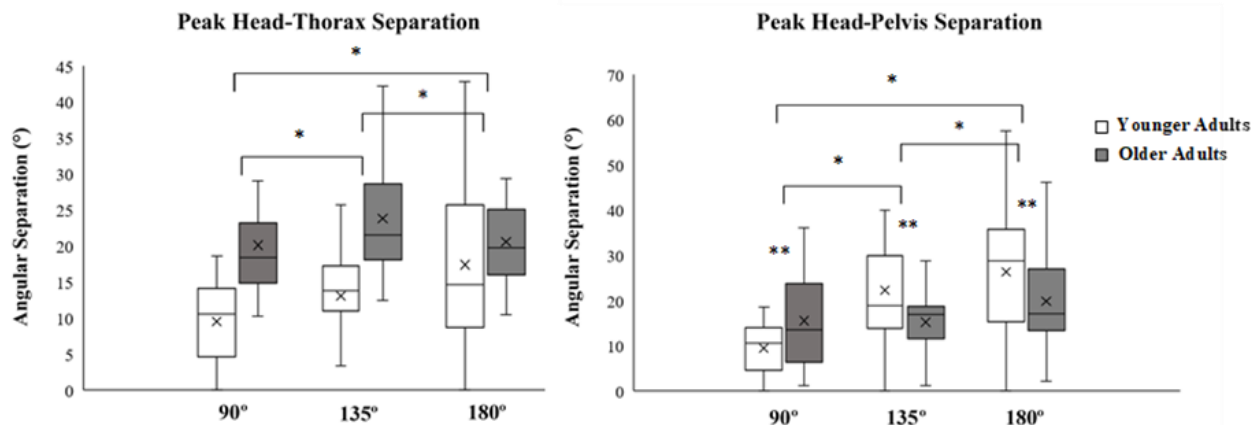 Peak Head-Thorax Separation
*
*
*
Angular Separation (°)
45
40
35
30
25
20
15
10
5
0
90º
135º
180º
Peak Head-Pelvis Separation
*
*
*
**
**
**
Angular Separation (°)
70
60
50
40
30
20
10
0
90º
135º
180º
Younger Adults
Older Adults